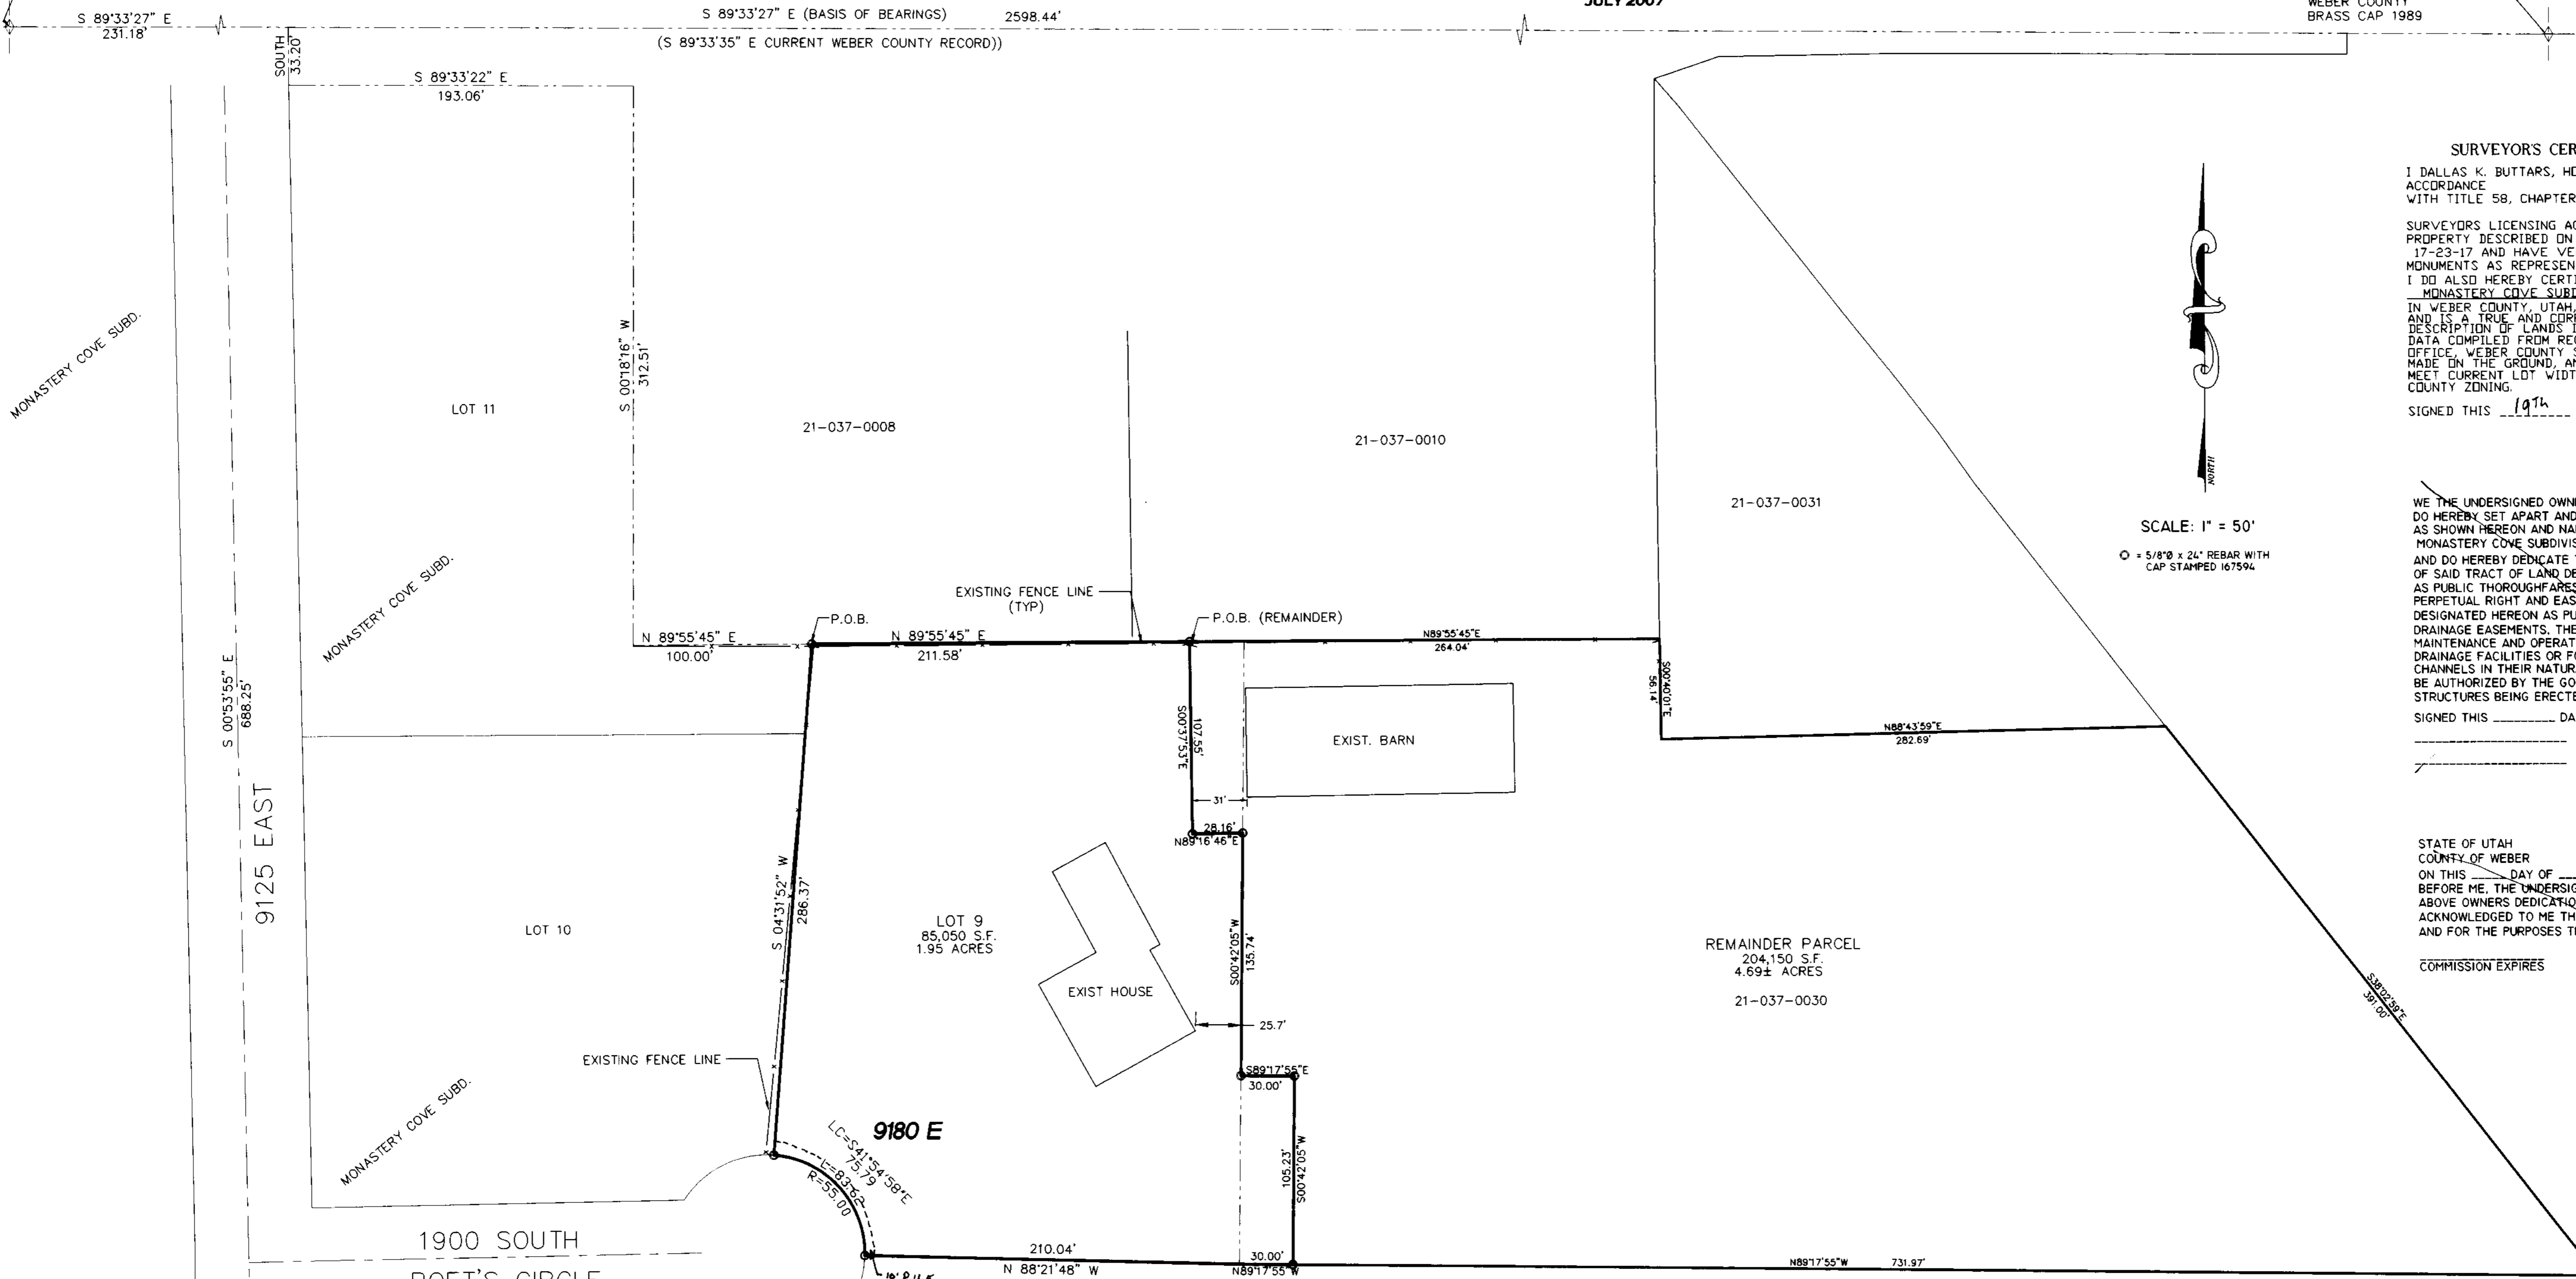 JULY 2007
WEBER COUNTY
BRASS CAP 1989
S 89°33'27" E
231.18'
S 89°33'27" E (BASIS OF BEARINGS) 2598.44'
(S 89°33'35" E CURRENT WEBER COUNTY RECORD))
SOUTH
33.20'
S 89°33'22" E
193.06'
S 00°18'16" W
312.51'
MONASTERY COVE SUBD.
LOT 11
21-037-0008
21-037-0010
21-037-0031
MONASTERY COVE SUBD.
EXISTING FENCE LINE
(TYP)
P.O.B.
P.O.B. (REMAINDER)
N 89°55'45" E
100.00'
N 89°55'45" E
211.58'
N89°55'45"E
264.04'
S00°40'01"E
56.14'
N88°43'59"E
282.69'
S 00°53'55" E
688.25'
9125 EAST
S00°37'53"E
107.55'
EXIST. BARN
31'
28.16'
N89°16'46"E
S 04°31'52" W
286.37'
LOT 10
LOT 9
85,050 S.F.
1.95 ACRES
EXIST HOUSE
S00°42'05"W
135.74'
25.7'
REMAINDER PARCEL
204,150 S.F.
4.69± ACRES
21-037-0030
S38°02'59"E
391.00'
EXISTING FENCE LINE
S89°17'55"E
30.00'
MONASTERY COVE SUBD.
9180 E
LC=S41°54'58"E
75.79
L=83.62
R=55.00
105.23'
S00°42'05"W
1900 SOUTH
POET'S CIRCLE
10' P.U.E.
210.04'
N 88°21'48" W
30.00'
N89°17'55"W
N89°17'55"W 731.97'
NORTH
SCALE: 1" = 50'
= 5/8"Ø x 24" REBAR WITH
CAP STAMPED 167594
SURVEYOR'S CER
I DALLAS K. BUTTARS, HO
ACCORDANCE
WITH TITLE 58, CHAPTER
SURVEYORS LICENSING AC
PROPERTY DESCRIBED ON
17-23-17 AND HAVE VE
MONUMENTS AS REPRESEN
I DO ALSO HEREBY CERTI
MONASTERY COVE SUBD
IN WEBER COUNTY, UTAH,
AND IS A TRUE AND CORR
DESCRIPTION OF LANDS I
DATA COMPILED FROM REC
OFFICE, WEBER COUNTY S
MADE ON THE GROUND, AN
MEET CURRENT LOT WIDT
COUNTY ZONING.
SIGNED THIS 19Th
WE THE UNDERSIGNED OWN
DO HEREBY SET APART AND
AS SHOWN HEREON AND NA
MONASTERY COVE SUBDIVIS
AND DO HEREBY DEDICATE
OF SAID TRACT OF LAND DE
AS PUBLIC THOROUGHFARES
PERPETUAL RIGHT AND EAS
DESIGNATED HEREON AS PU
DRAINAGE EASEMENTS, THE
MAINTENANCE AND OPERAT
DRAINAGE FACILITIES OR FO
CHANNELS IN THEIR NATUR
BE AUTHORIZED BY THE GO
STRUCTURES BEING ERECTE
SIGNED THIS _________ DA
STATE OF UTAH
COUNTY OF WEBER
ON THIS _____ DAY OF __
BEFORE ME, THE UNDERSIG
ABOVE OWNERS DEDICATIO
ACKNOWLEDGED TO ME TH
AND FOR THE PURPOSES T
COMMISSION EXPIRES